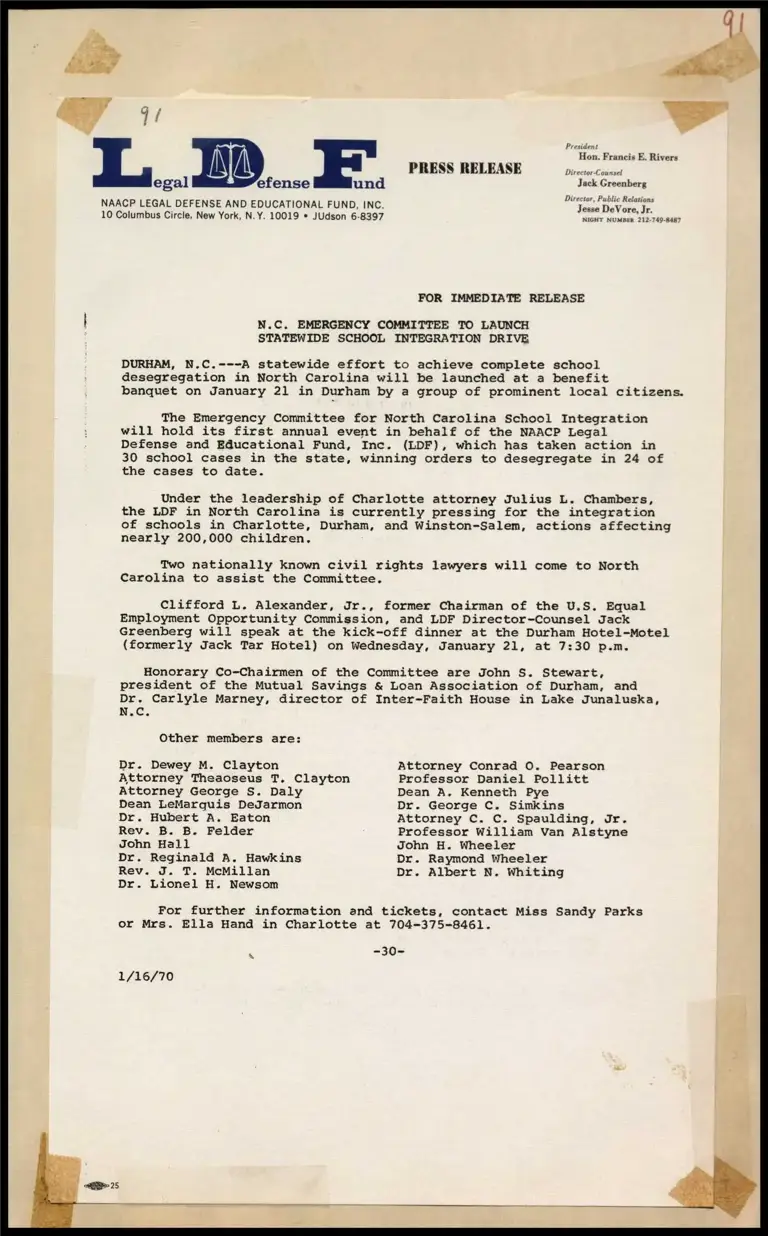 91
91
Legal Defense Fund
PRESS RELEASE
NAACP LEGAL DEFENSE AND EDUCATIONAL FUND, INC.
10 Columbus Circle, New York, N.Y. 10019 • JUdson 6-8397
President
Hon. Francis E. Rivers
Director-Counsel
Jack Greenberg
Director, Public Relations
Jesse DeVore, Jr.
NIGHT NUMBER 212-749-8487
FOR IMMEDIATE RELEASE
N.C. EMERGENCY COMMITTEE TO LAUNCH
STATEWIDE SCHOOL INTEGRATION DRIVE
DURHAM, N.C.---A statewide effort to achieve complete school
desegregation in North Carolina will be launched at a benefit
banquet on January 21 in Durham by a group of prominent local citizens.
The Emergency Committee for North Carolina School Integration
will hold its first annual event in behalf of the NAACP Legal
Defense and Educational Fund, Inc. (LDF), which has taken action in
30 school cases in the state, winning orders to desegregate in 24 of
the cases to date.
Under the leadership of Charlotte attorney Julius L. Chambers,
the LDF in North Carolina is currently pressing for the integration
of schools in Charlotte, Durham, and Winston-Salem, actions affecting
nearly 200,000 children.
Two nationally known civil rights lawyers will come to North
Carolina to assist the Committee.
Clifford L. Alexander, Jr., former Chairman of the U.S. Equal
Employment Opportunity Commission, and LDF Director-Counsel Jack
Greenberg will speak at the kick-off dinner at the Durham Hotel-Motel
(formerly Jack Tar Hotel) on Wednesday, January 21, at 7:30 p.m.
Honorary Co-Chairmen of the Committee are John S. Stewart,
president of the Mutual Savings & Loan Association of Durham, and
Dr. Carlyle Marney, director of Inter-Faith House in Lake Junaluska,
N.C.
Other members are:
Dr. Dewey M. Clayton
Attorney Theaoseus T. Clayton
Attorney George S. Daly
Dean LeMarquis DeJarmon
Dr. Hubert A. Eaton
Rev. B. B. Felder
John Hall
Dr. Reginald A. Hawkins
Rev. J. T. McMillan
Dr. Lionel H. Newsom
Attorney Conrad O. Pearson
Professor Daniel Pollitt
Dean A. Kenneth Pye
Dr. George C. Simkins
Attorney C. C. Spaulding, Jr.
Professor William Van Alstyne
John H. Wheeler
Dr. Raymond Wheeler
Dr. Albert N. Whiting
For further information and tickets, contact Miss Sandy Parks
or Mrs. Ella Hand in Charlotte at 704-375-8461.
-30-
1/16/70
25